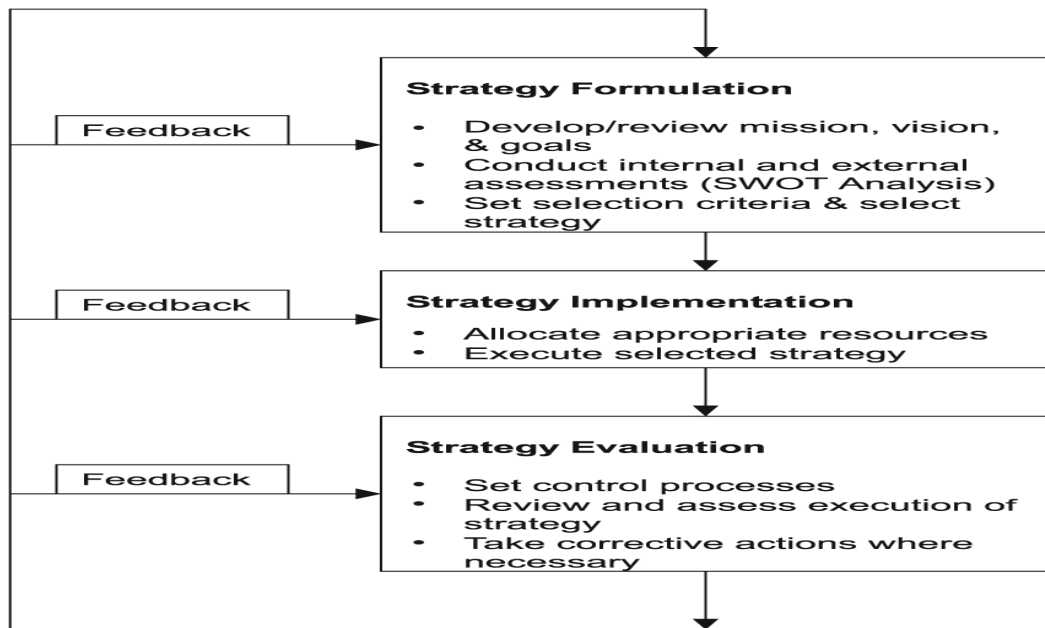 Strategy Formulation
Feedback
• Develop/review mission, vision,
& goals
• Conduct internal and external
assessments (SWOT Analysis)
• Set selection criteria & select
strategy
Feedback
Strategy Implementation
• Allocate appropriate resources
• Execute selected strategy
Strategy Evaluation
Feedback
• Set control processes
• Review and assess execution of
strategy
• Take corrective actions where
necessary